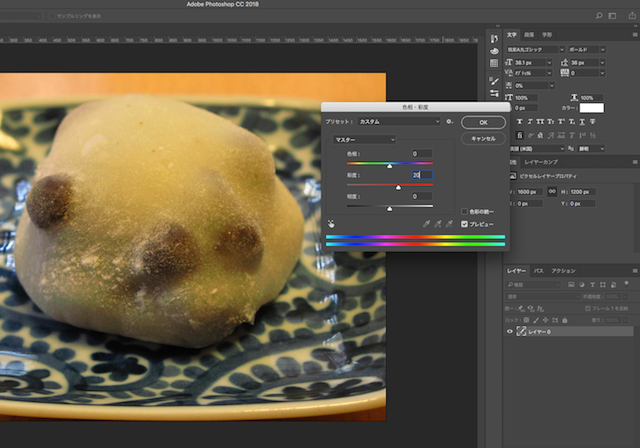 Adobe Photoshop CC 2018
サンプルリングを表示
文字 段落 字形
ボールド
38.1 px
36 px
0
0%
100% 100%
0 px カラー:
鮮明
レイヤーカンプ
ピクセルレイヤープロパティ
W: 1600 px H: 1200 px
X: 0 px Y: 0 px
色相・彩度
プリセット: カスタム
OK
キャンセル
マスター
色相: 0
彩度: 20
明度: 0
色彩の統一
プレビュー
レイヤー パス アクション
レイヤー 0